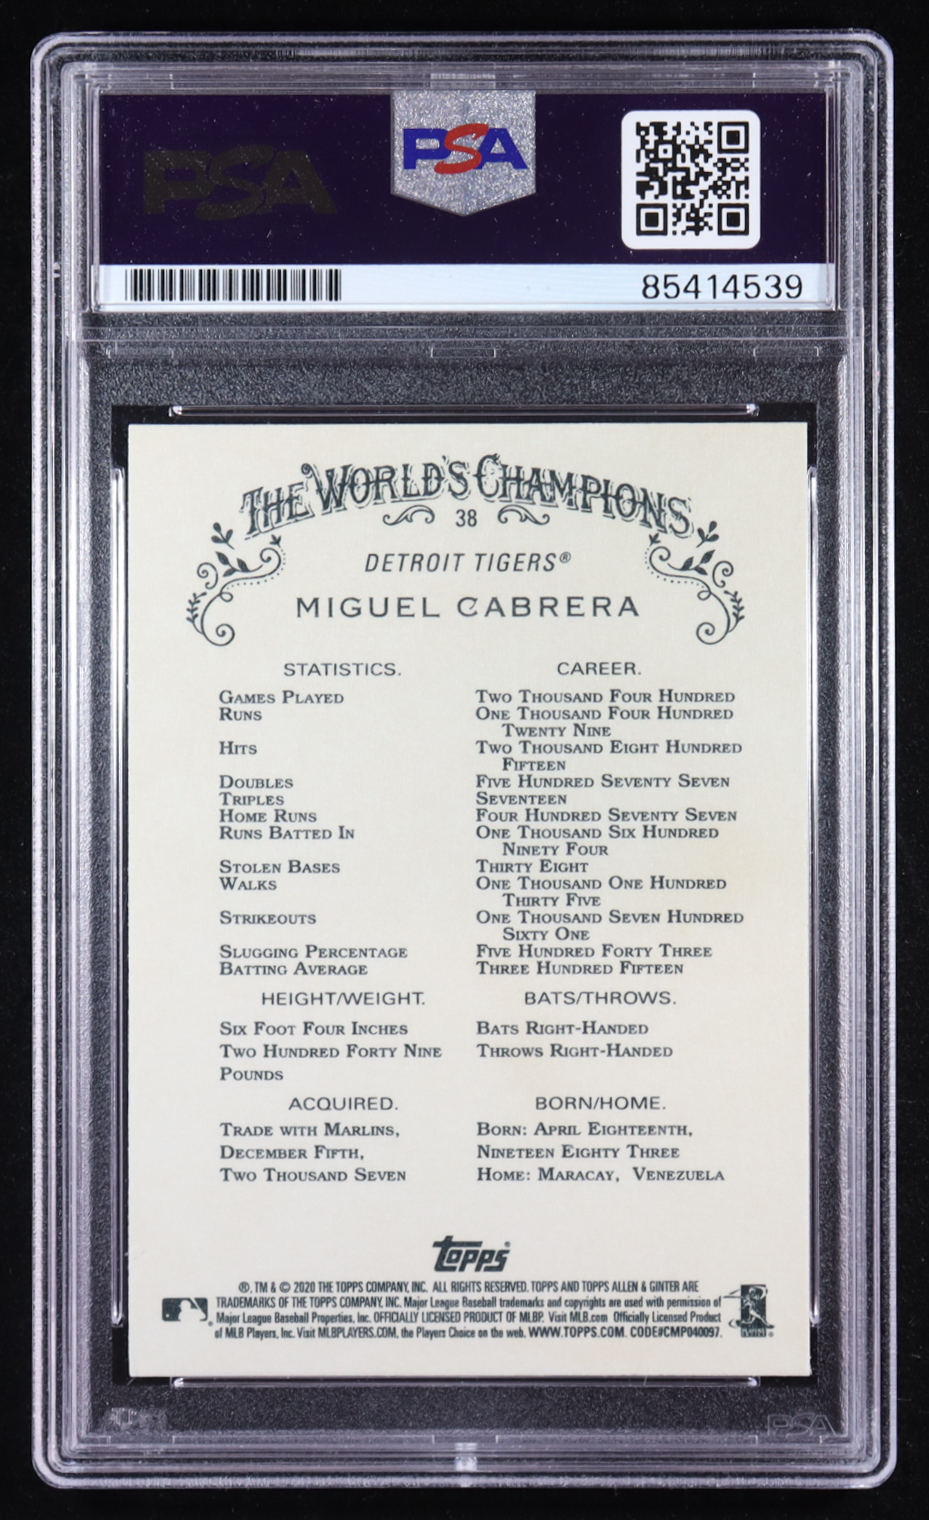 PSA
PSA
85414539
THE WORLD'S CHAMPIONS
38
DETROIT TIGERS®
MIGUEL CABRERA
STATISTICS. CAREER.
GAMES PLAYED TWO THOUSAND FOUR HUNDRED
RUNS ONE THOUSAND FOUR HUNDRED
TWENTY NINE
HITS TWO THOUSAND EIGHT HUNDRED
FIFTEEN
DOUBLES FIVE HUNDRED SEVENTY SEVEN
TRIPLES SEVENTEEN
HOME RUNS FOUR HUNDRED SEVENTY SEVEN
RUNS BATTED IN ONE THOUSAND SIX HUNDRED
NINETY FOUR
STOLEN BASES THIRTY EIGHT
WALKS ONE THOUSAND ONE HUNDRED
THIRTY FIVE
STRIKEOUTS ONE THOUSAND SEVEN HUNDRED
SIXTY ONE
SLUGGING PERCENTAGE FIVE HUNDRED FORTY THREE
BATTING AVERAGE THREE HUNDRED FIFTEEN
HEIGHT/WEIGHT. BATS/THROWS.
SIX FOOT FOUR INCHES BATS RIGHT-HANDED
TWO HUNDRED FORTY NINE THROWS RIGHT-HANDED
POUNDS
ACQUIRED. BORN/HOME.
TRADE WITH MARLINS, BORN: APRIL EIGHTEENTH,
DECEMBER FIFTH, NINETEEN EIGHTY THREE
TWO THOUSAND SEVEN HOME: MARACAY, VENEZUELA
Topps
®, TM & © 2020 THE TOPPS COMPANY, INC. ALL RIGHTS RESERVED. TOPPS AND TOPPS ALLEN & GINTER ARE
TRADEMARKS OF THE TOPPS COMPANY, INC. Major League Baseball trademarks and copyrights are used with permission of
Major League Baseball Properties, Inc. OFFICIALLY LICENSED PRODUCT OF MLBP. Visit MLB.com Officially Licensed Product
of MLB Players, Inc. Visit MLBPLAYERS.COM, the Players Choice on the web. WWW.TOPPS.COM. CODE#CMP040097.
PSA